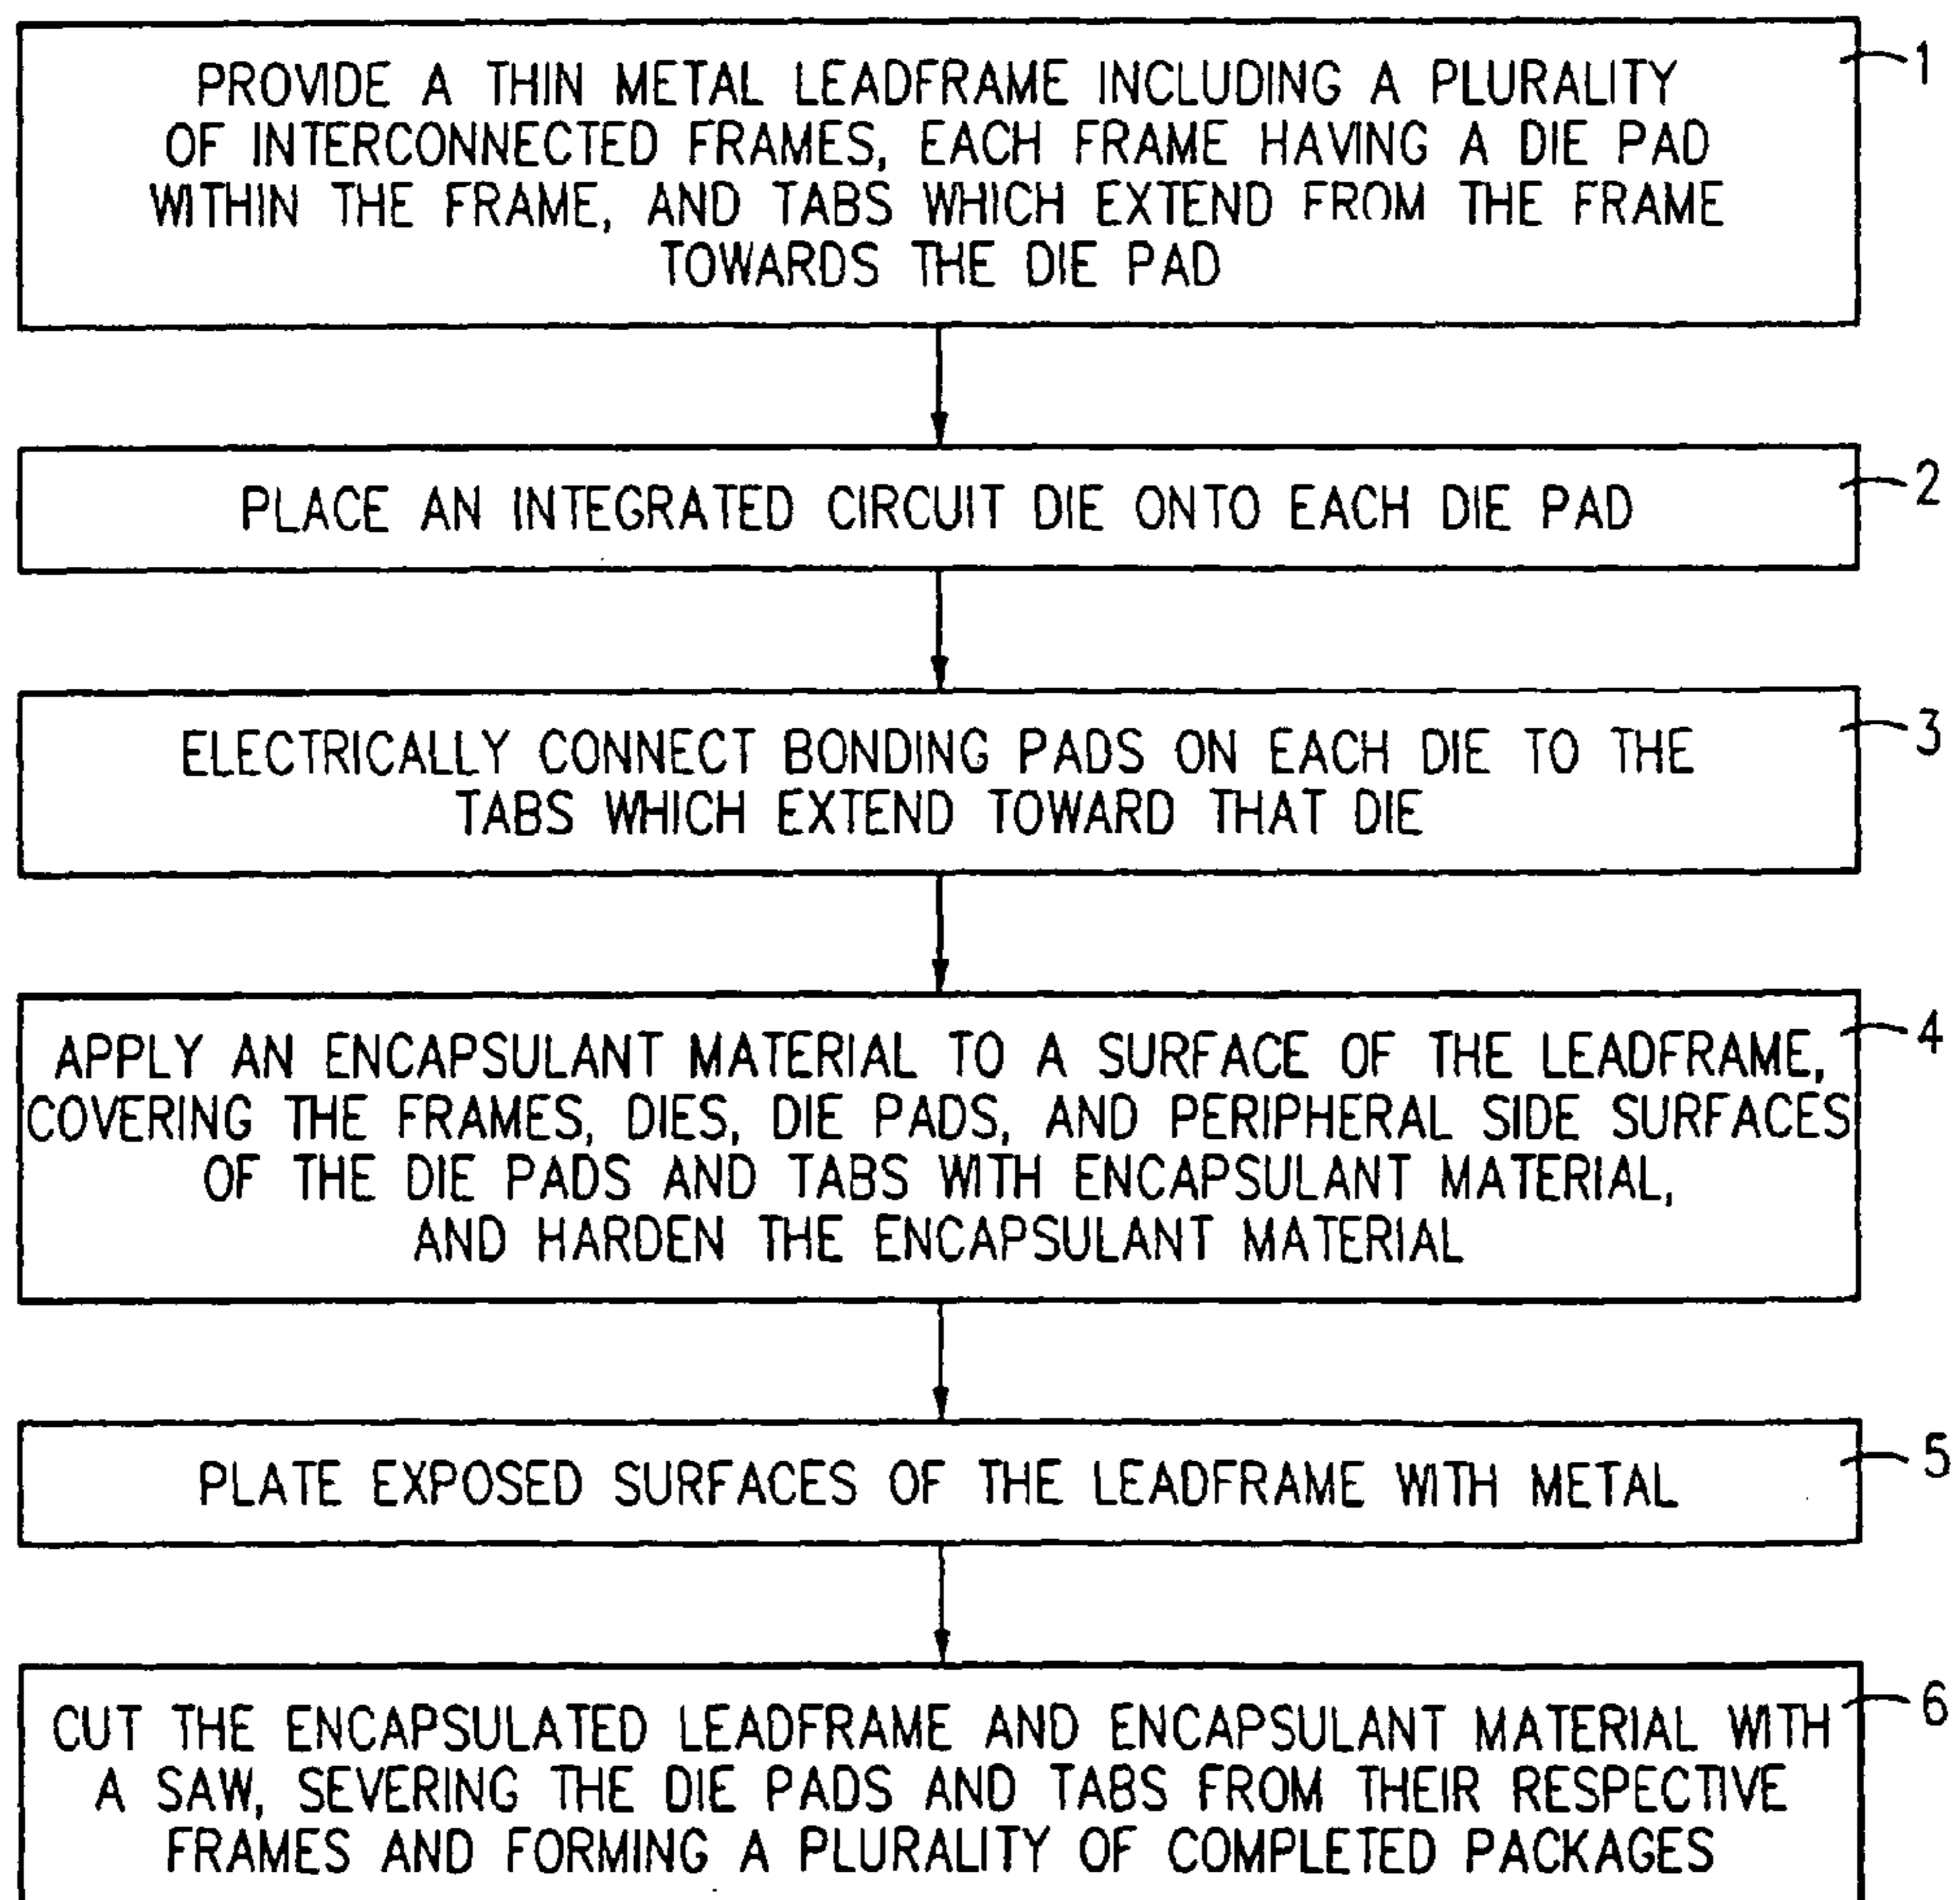 PROVIDE A THIN METAL LEADFRAME INCLUDING A PLURALITY
OF INTERCONNECTED FRAMES, EACH FRAME HAVING A DIE PAD
WITHIN THE FRAME, AND TABS WHICH EXTEND FROM THE FRAME
TOWARDS THE DIE PAD
1
PLACE AN INTEGRATED CIRCUIT DIE ONTO EACH DIE PAD
2
ELECTRICALLY CONNECT BONDING PADS ON EACH DIE TO THE
TABS WHICH EXTEND TOWARD THAT DIE
3
APPLY AN ENCAPSULANT MATERIAL TO A SURFACE OF THE LEADFRAME,
COVERING THE FRAMES, DIES, DIE PADS, AND PERIPHERAL SIDE SURFACES
OF THE DIE PADS AND TABS WITH ENCAPSULANT MATERIAL,
AND HARDEN THE ENCAPSULANT MATERIAL
4
PLATE EXPOSED SURFACES OF THE LEADFRAME WITH METAL
5
CUT THE ENCAPSULATED LEADFRAME AND ENCAPSULANT MATERIAL WITH
A SAW, SEVERING THE DIE PADS AND TABS FROM THEIR RESPECTIVE
FRAMES AND FORMING A PLURALITY OF COMPLETED PACKAGES
6